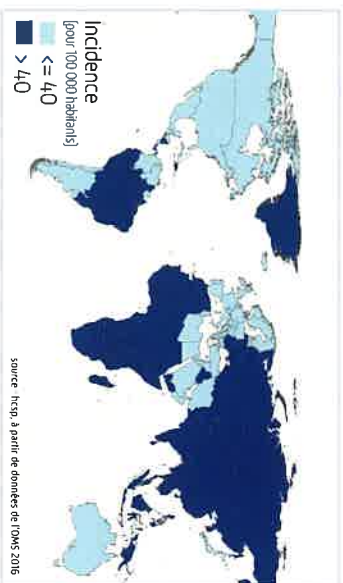 Incidence
(pour 100 000 habitants)
<= 40
> 40
source : hcsp, à partir de données de l'OMS 2016